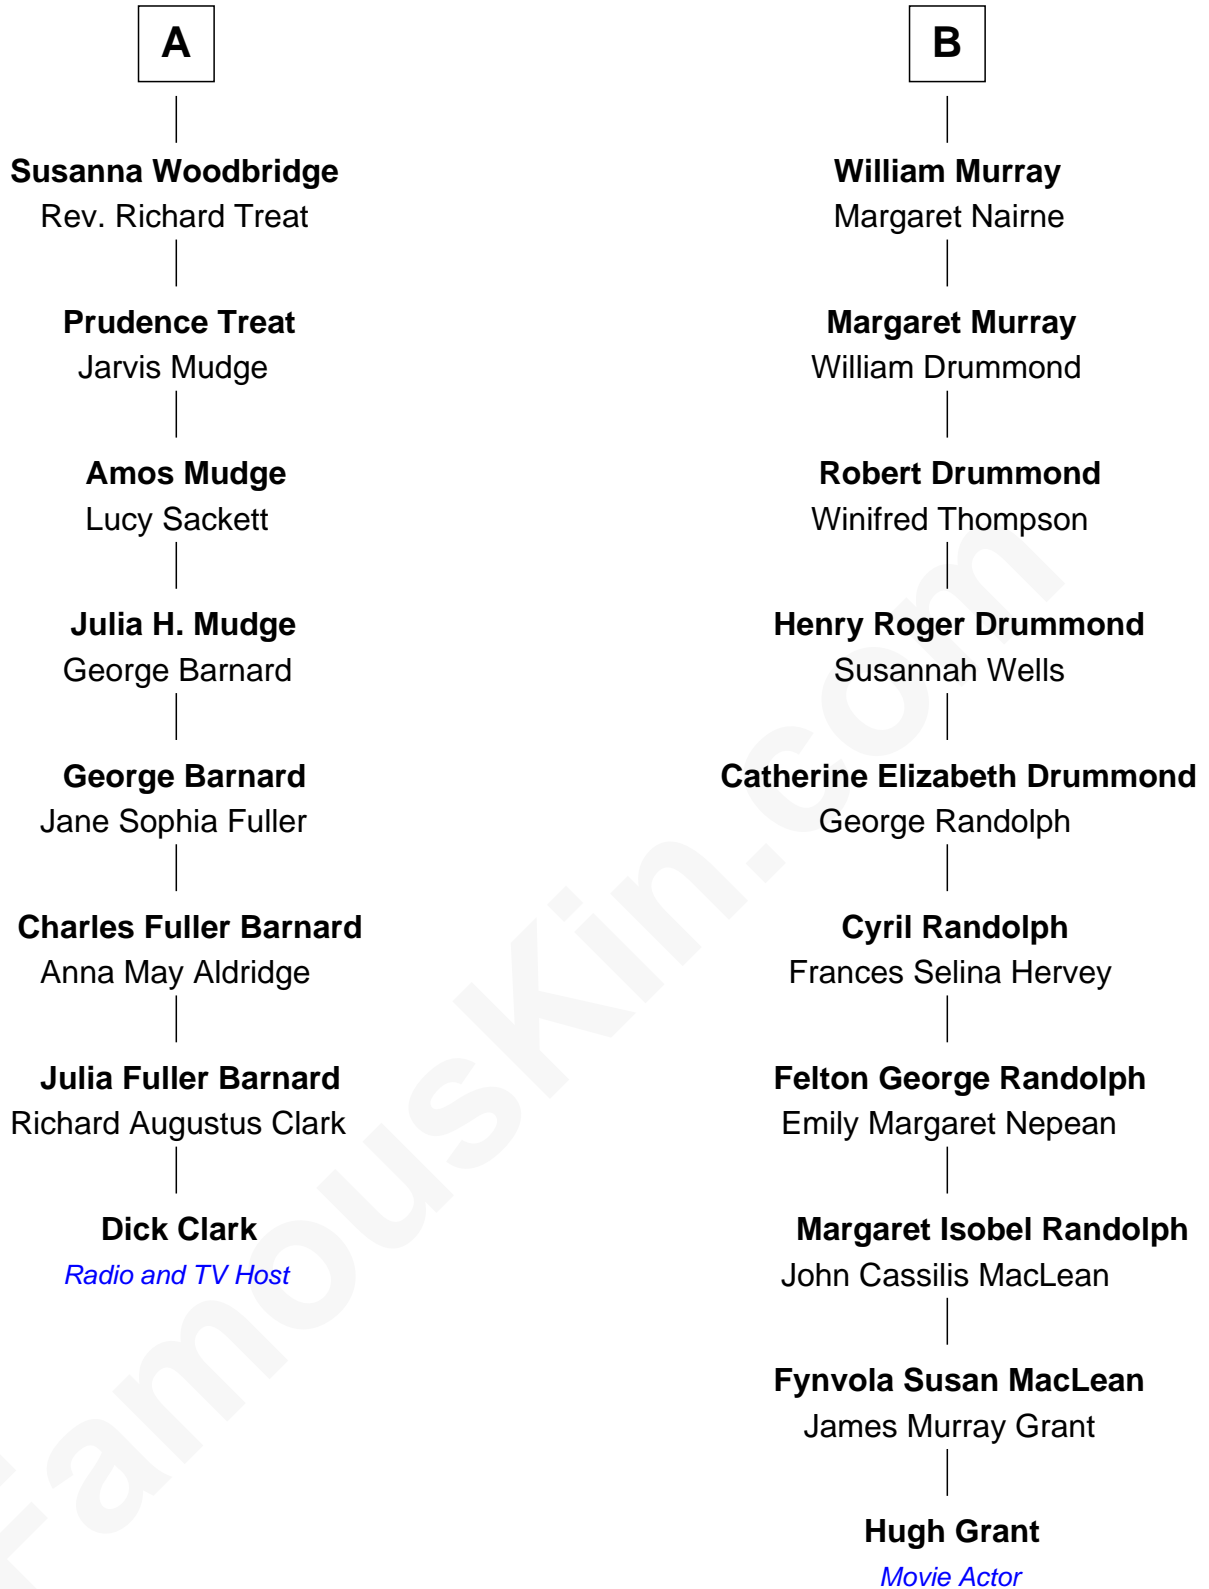 A
Susanna Woodbridge
Rev. Richard Treat
Prudence Treat
Jarvis Mudge
Amos Mudge
Lucy Sackett
Julia H. Mudge
George Barnard
George Barnard
Jane Sophia Fuller
Charles Fuller Barnard
Anna May Aldridge
Julia Fuller Barnard
Richard Augustus Clark
Dick Clark
Radio and TV Host
B
William Murray
Margaret Nairne
Margaret Murray
William Drummond
Robert Drummond
Winifred Thompson
Henry Roger Drummond
Susannah Wells
Catherine Elizabeth Drummond
George Randolph
Cyril Randolph
Frances Selina Hervey
Felton George Randolph
Emily Margaret Nepean
Margaret Isobel Randolph
John Cassilis MacLean
Fynvola Susan MacLean
James Murray Grant
Hugh Grant
Movie Actor
FamousKin.com